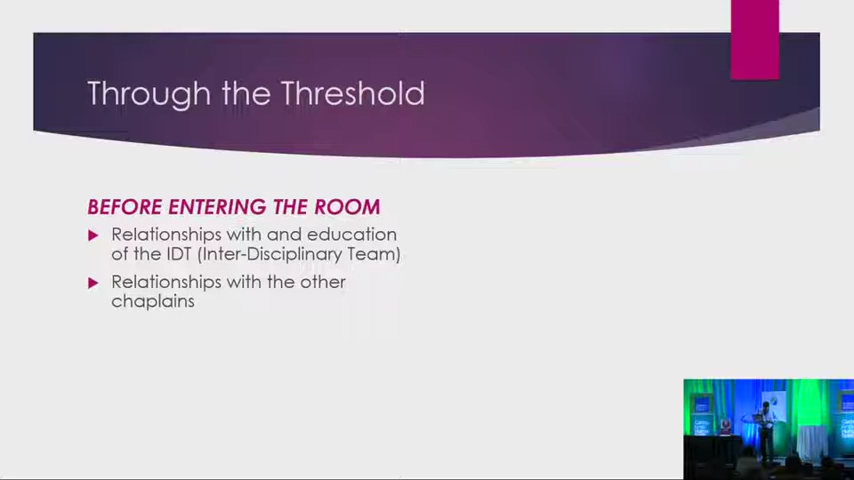 Through the Threshold
BEFORE ENTERING THE ROOM
Relationships with and education
of the IDT (Inter-Disciplinary Team)
Relationships with the other
chaplains